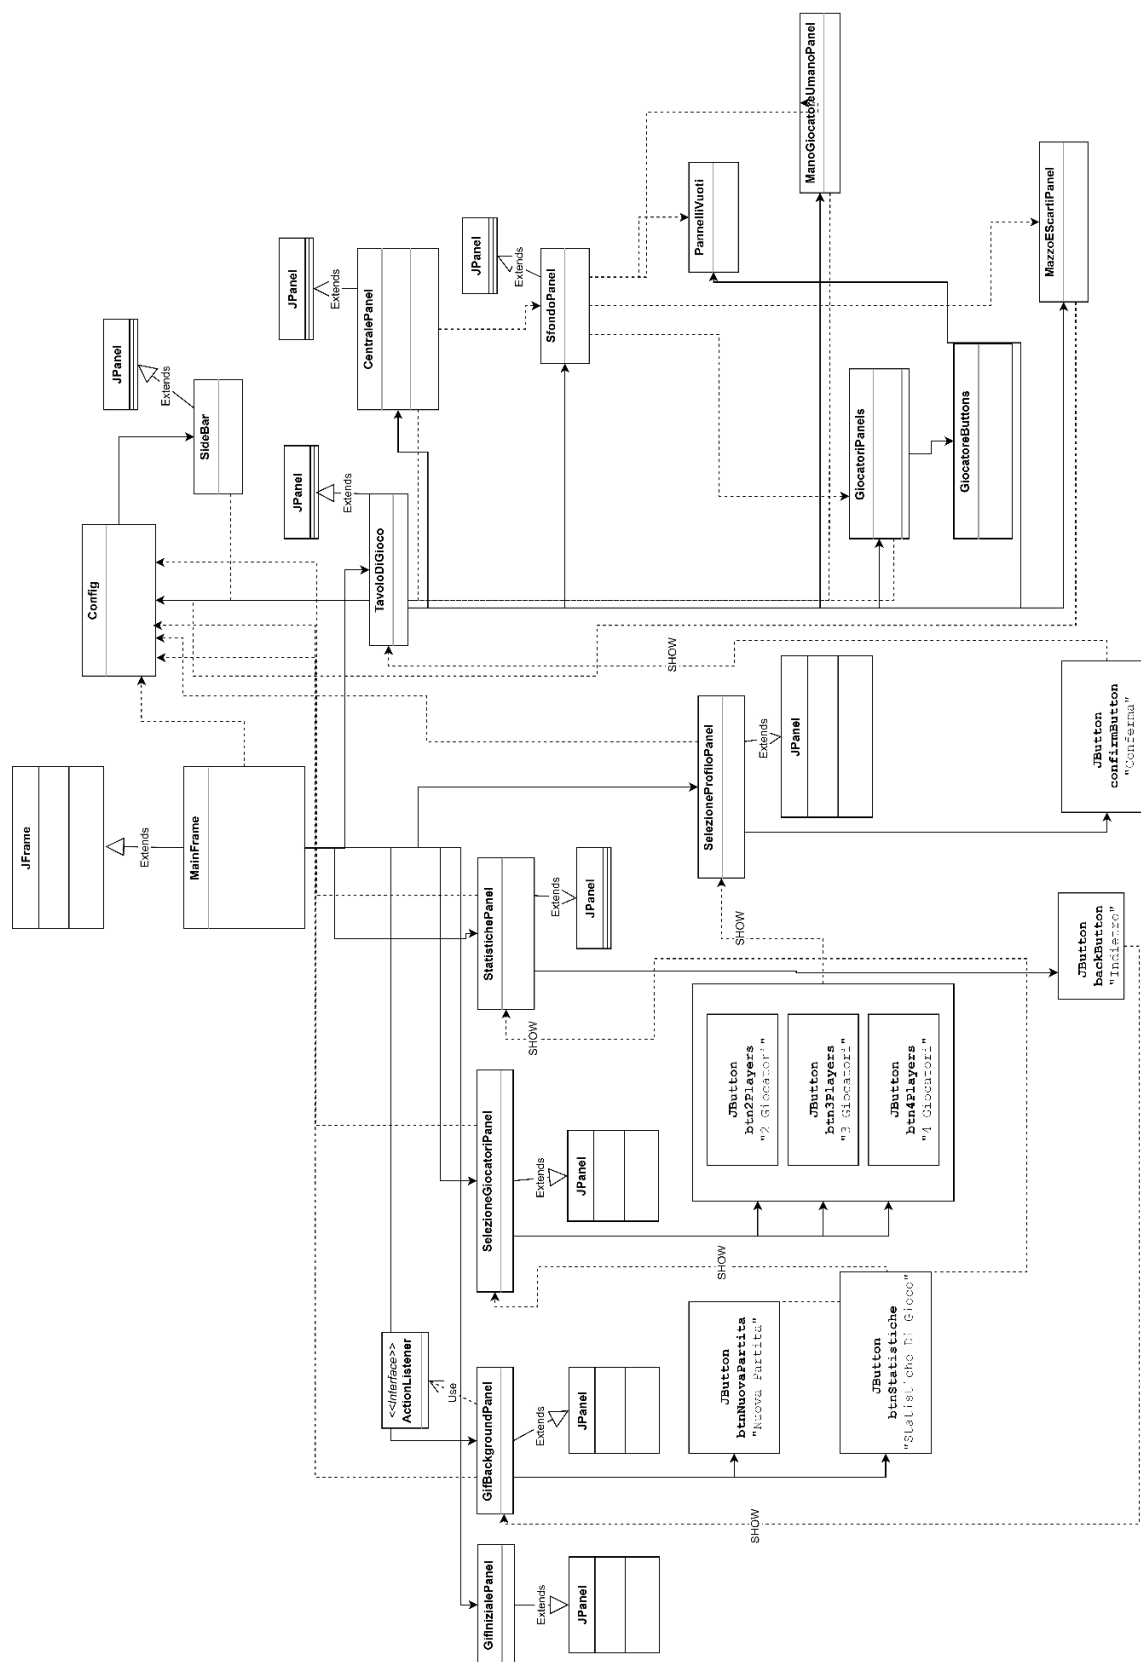 JFrame
Extends
MainFrame
Config
JPanel
Extends
SideBar
JPanel
Extends
TavoloDiGioco
JPanel
Extends
CentralePanel
JPanel
Extends
SfondoPanel
<<Interface>>
ActionListener
Use
GifInizialePanel
Extends
JPanel
GifBackgroundPanel
Extends
JPanel
SelezioneGiocatoriPanel
Extends
JPanel
StatistichePanel
Extends
JPanel
SHOW
SelezioneProfiloPanel
Extends
JPanel
SHOW
PannelliVuoti
ManoGiocatoreUmanoPanel
GiocatoriPanels
GiocatoreButtons
MazzoEScartiPanel
SHOW
SHOW
SHOW
JButton
btnNuovaPartita
"Nuova Partita"
JButton
btnStatistiche
"Statistiche Di Gioco"
JButton
btn2Players
"2 Giocatori"
JButton
btn3Players
"3 Giocatori"
JButton
btn4Players
"4 Giocatori"
JButton
backButton
"Indietro"
JButton
confirmButton
"Conferma"